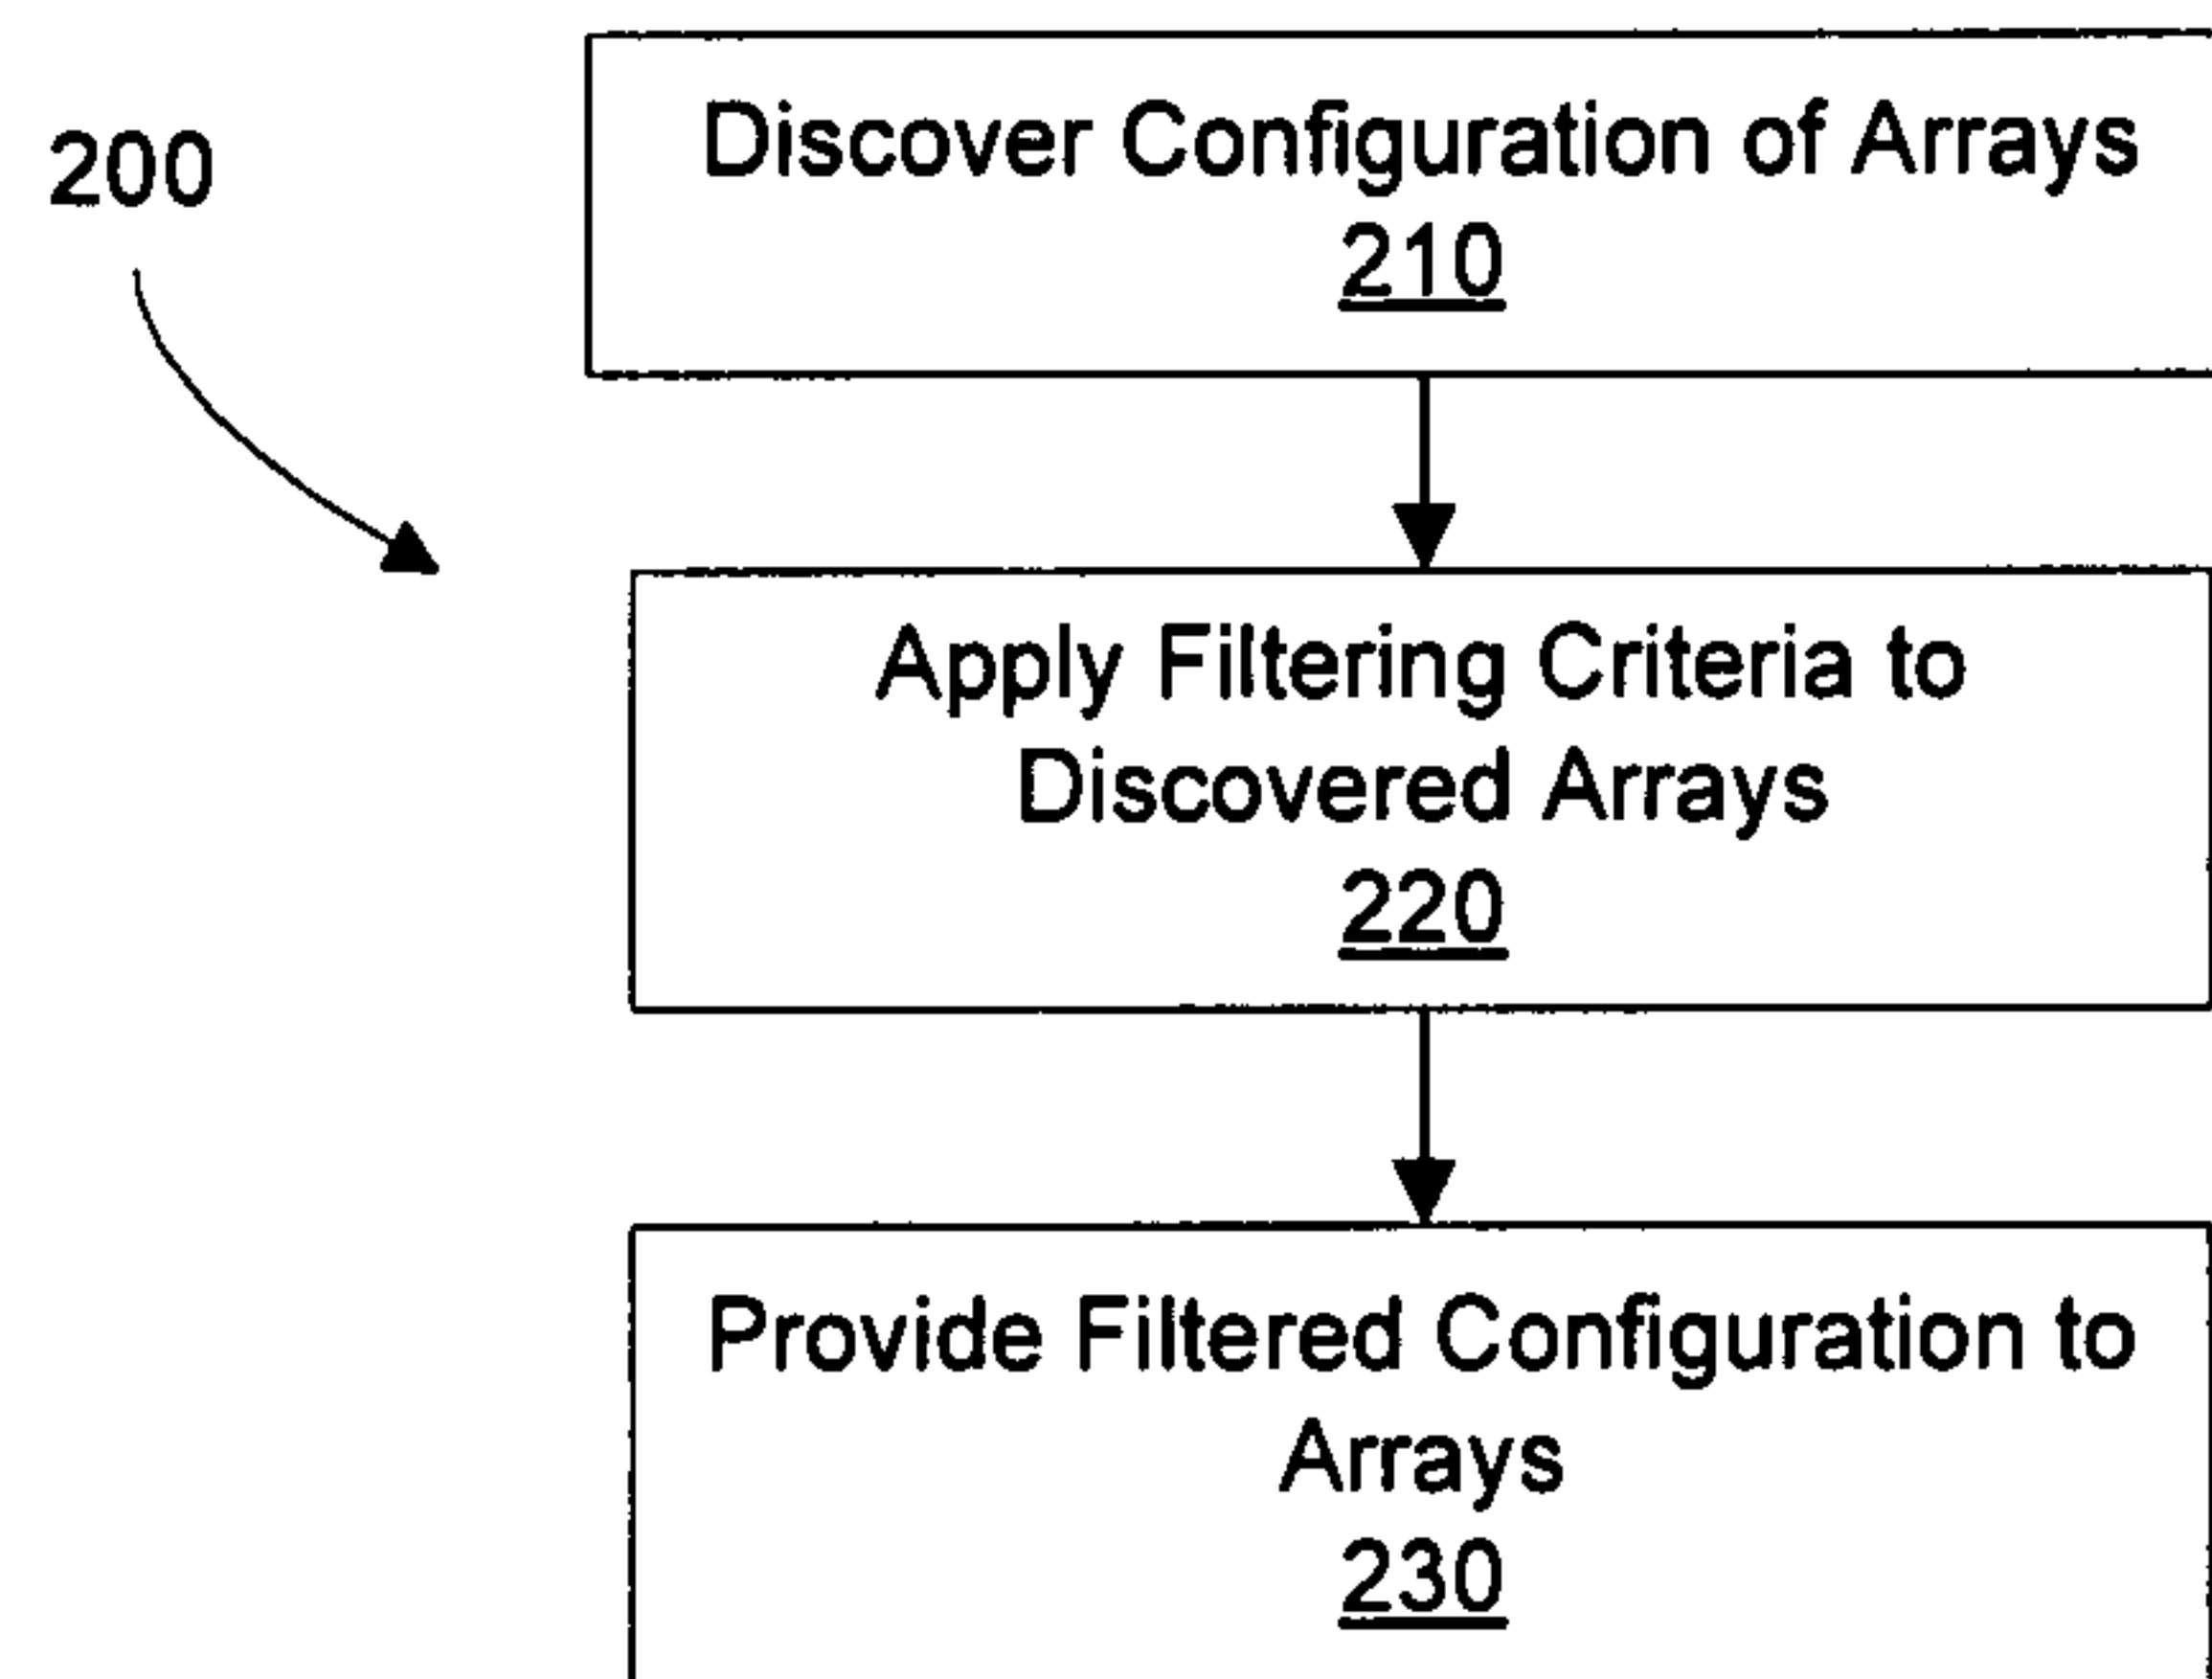 200
Discover Configuration of Arrays
210
Apply Filtering Criteria to
Discovered Arrays
220
Provide Filtered Configuration to
Arrays
230